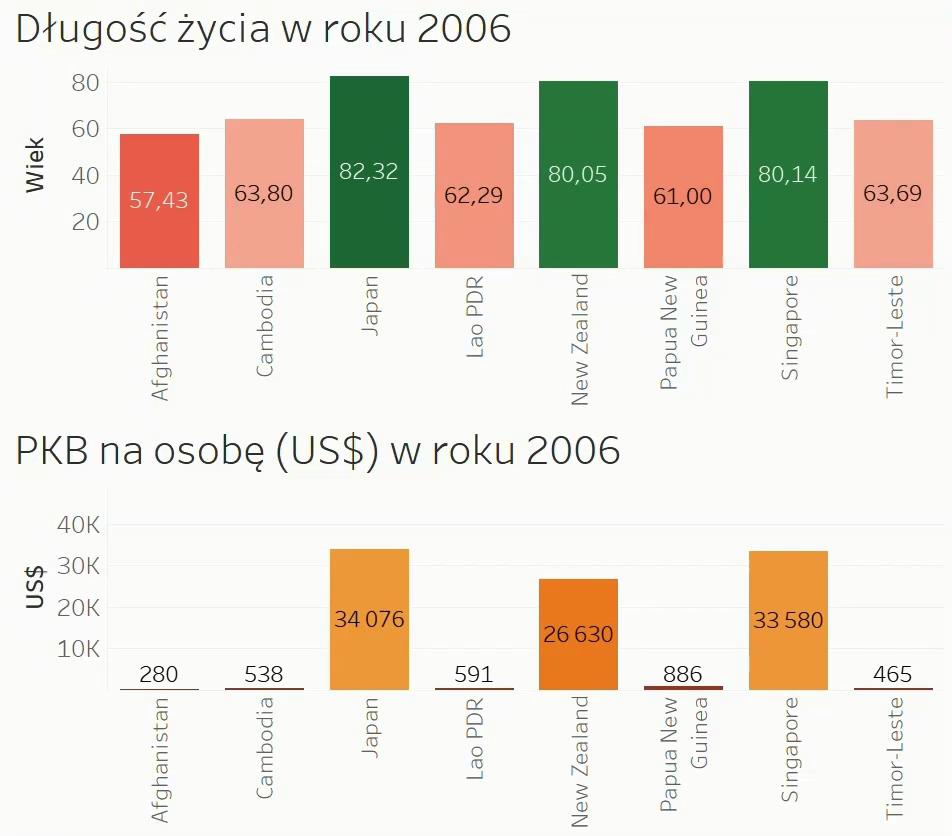 Długość życia w roku 2006
Wiek
80
60
40
20
57,43
63,80
82,32
62,29
80,05
61,00
80,14
63,69
Afghanistan
Cambodia
Japan
Lao PDR
New Zealand
Papua New
Guinea
Singapore
Timor-Leste
PKB na osobę (US$) w roku 2006
US$
40K
30K
20K
10K
280
538
34 076
591
26 630
886
33 580
465
Afghanistan
Cambodia
Japan
Lao PDR
New Zealand
Papua New
Guinea
Singapore
Timor-Leste